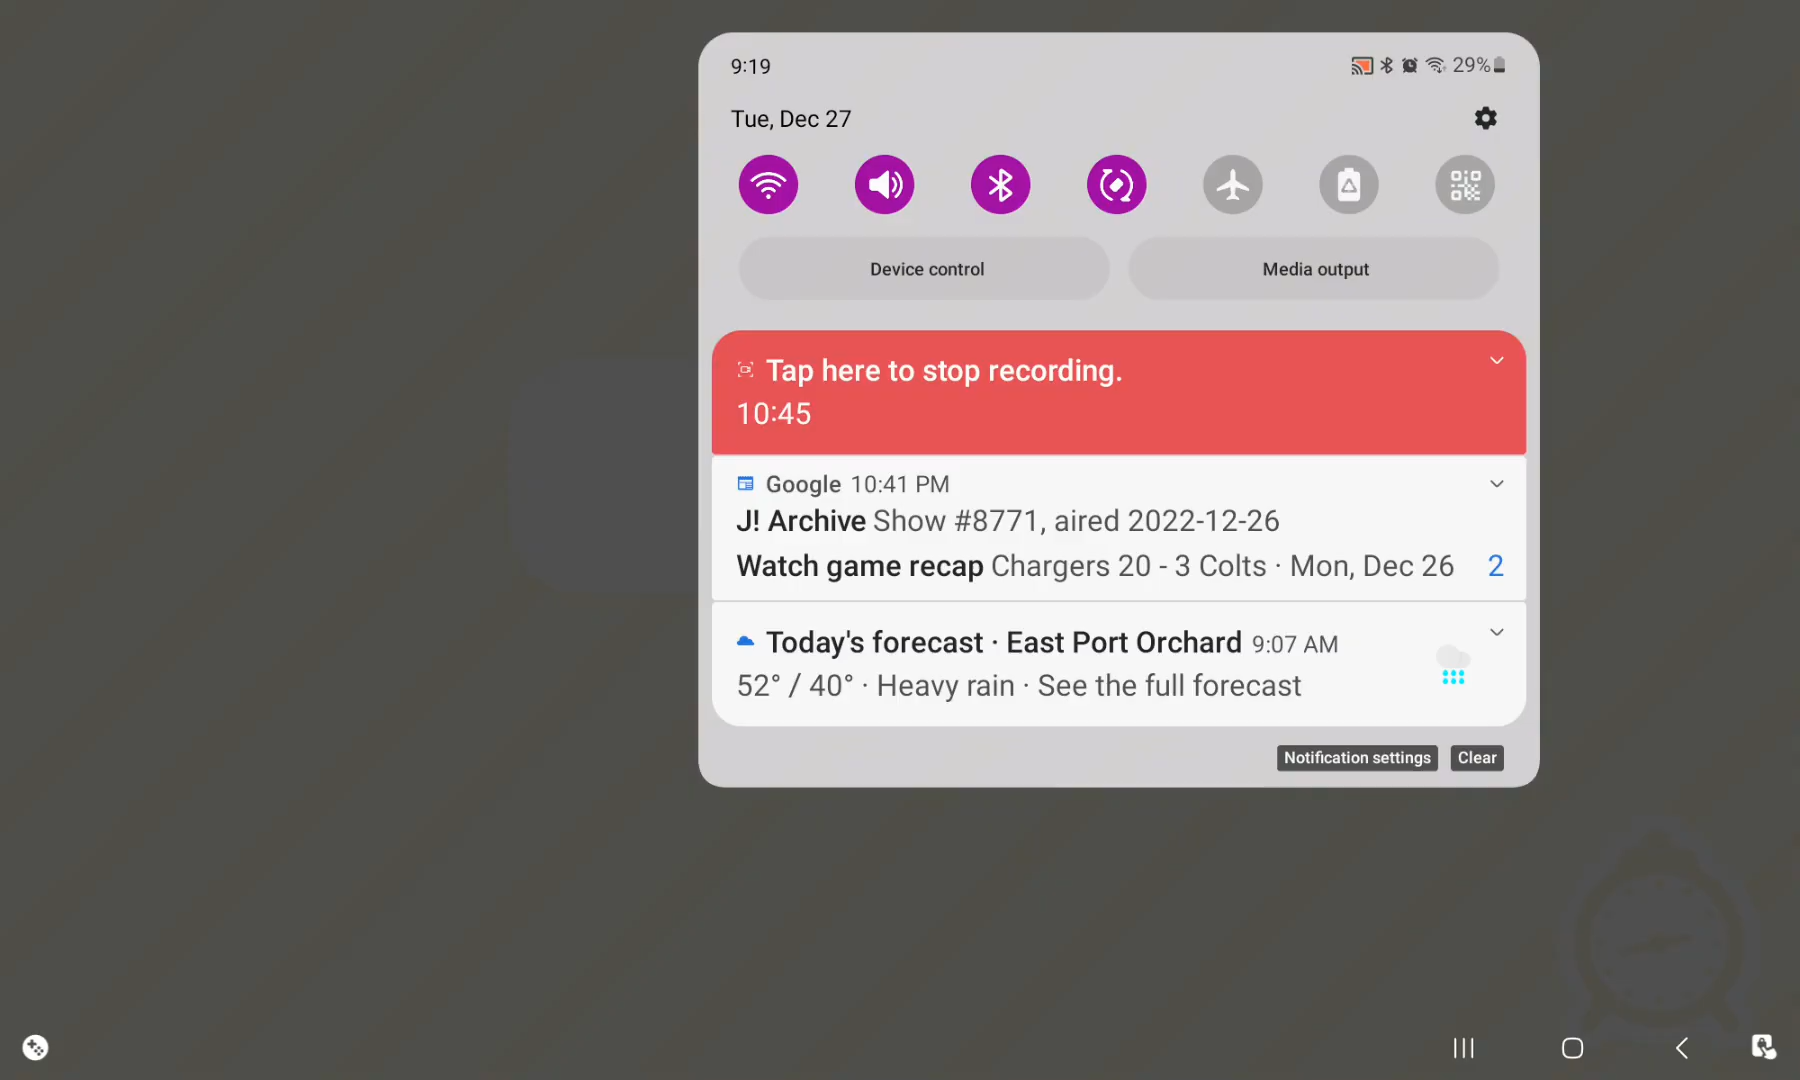 9:19
29%
Tue, Dec 27
Device control
Media output
Tap here to stop recording.
10:45
Google 10:41 PM
J! Archive Show #8771, aired 2022-12-26
Watch game recap Chargers 20 - 3 Colts · Mon, Dec 26 2
Today's forecast · East Port Orchard 9:07 AM
52° / 40° · Heavy rain · See the full forecast
Notification settings
Clear